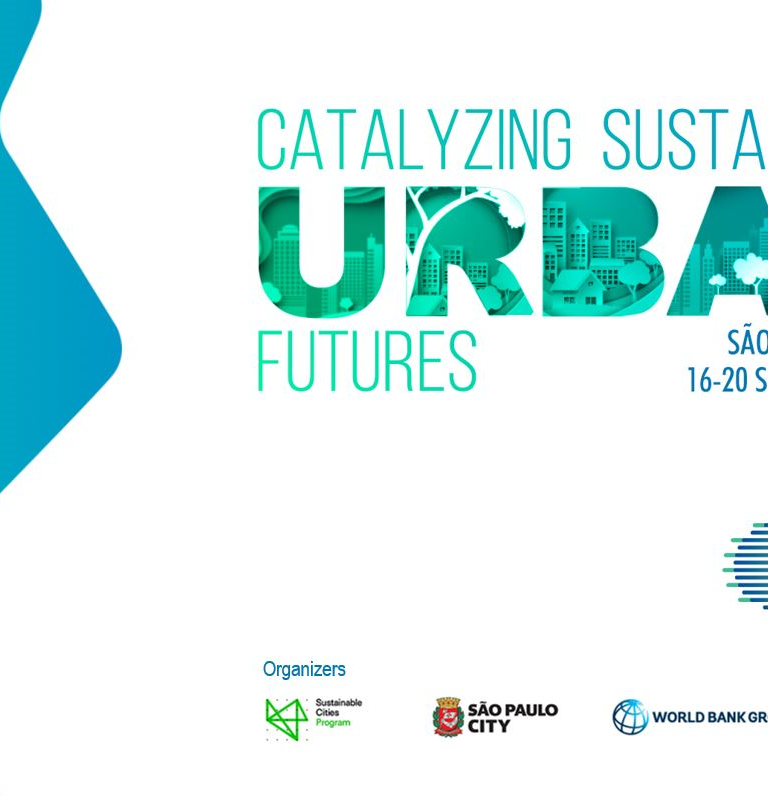 CATALYZING SUSTA
URBA
FUTURES
SÃO
16-20 S
Organizers
Sustainable
Cities
Program
SÃO PAULO
CITY
WORLD BANK GR